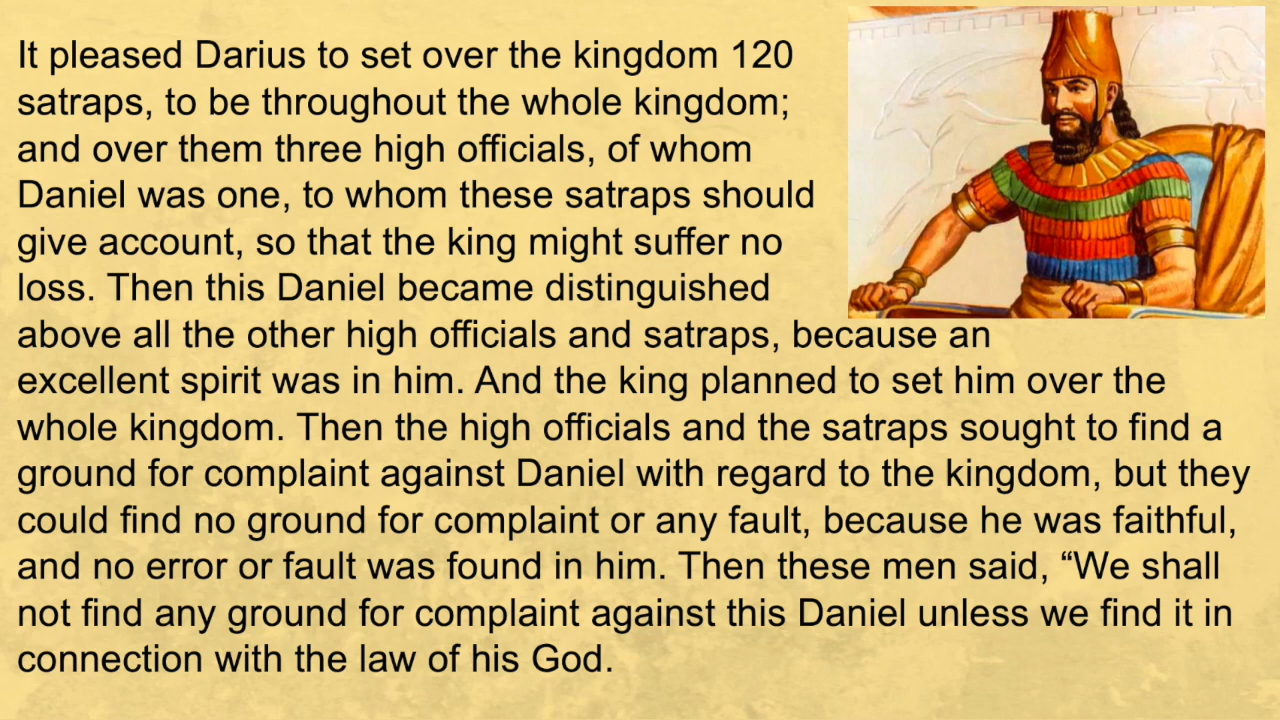 It pleased Darius to set over the kingdom 120
satraps, to be throughout the whole kingdom;
and over them three high officials, of whom
Daniel was one, to whom these satraps should
give account, so that the king might suffer no
loss. Then this Daniel became distinguished
above all the other high officials and satraps, because an
excellent spirit was in him. And the king planned to set him over the
whole kingdom. Then the high officials and the satraps sought to find a
ground for complaint against Daniel with regard to the kingdom, but they
could find no ground for complaint or any fault, because he was faithful,
and no error or fault was found in him. Then these men said, “We shall
not find any ground for complaint against this Daniel unless we find it in
connection with the law of his God.